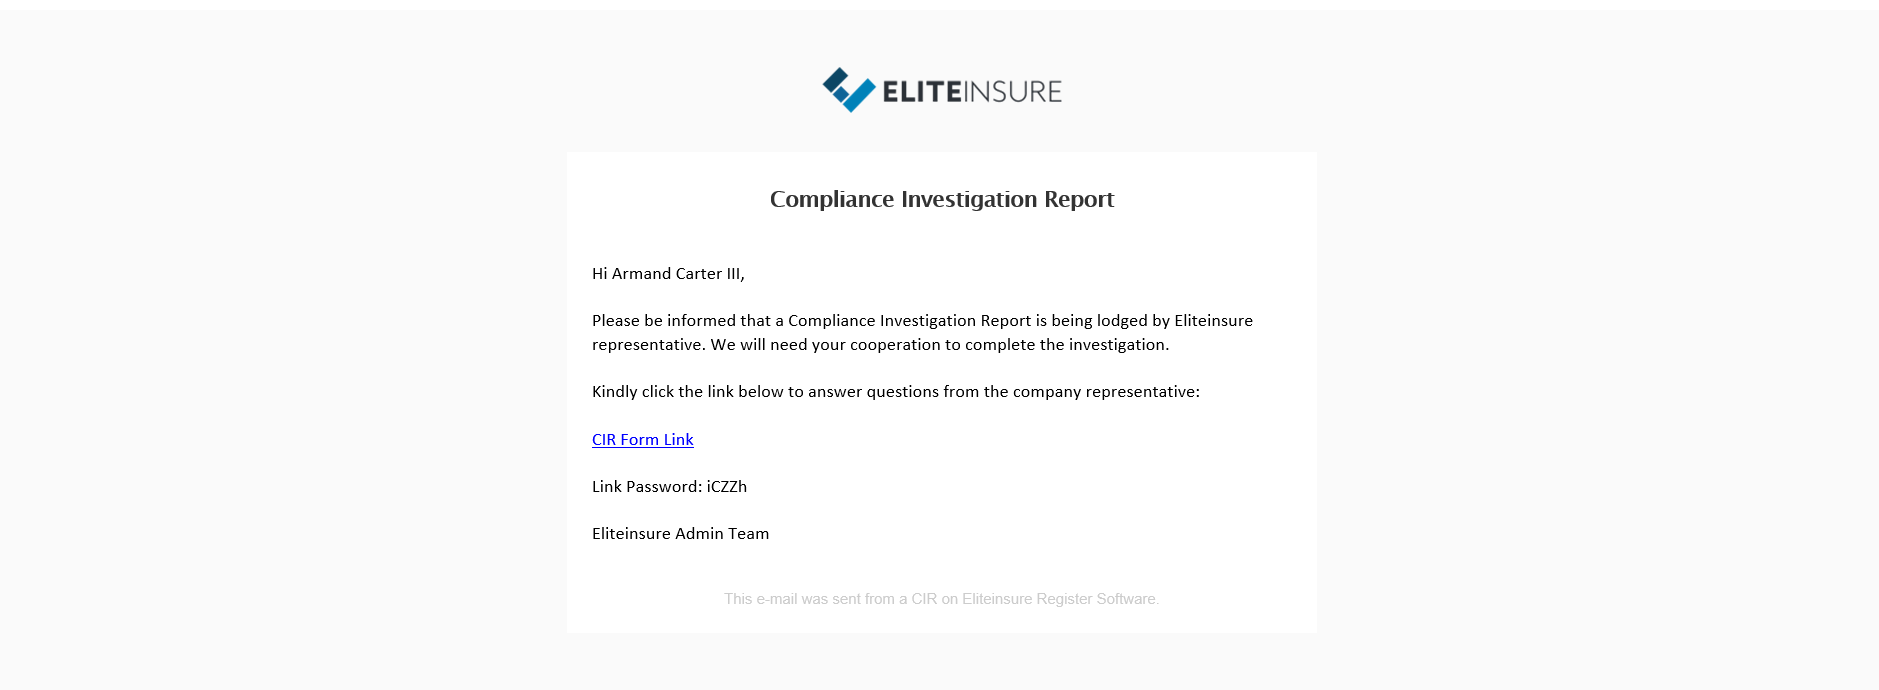 ELITEINSURE
Compliance Investigation Report
Hi Armand Carter III,
Please be informed that a Compliance Investigation Report is being lodged by Eliteinsure
representative. We will need your cooperation to complete the investigation.
Kindly click the link below to answer questions from the company representative:
CIR Form Link
Link Password: iCZZh
Eliteinsure Admin Team
This e-mail was sent from a CIR on Eliteinsure Register Software.